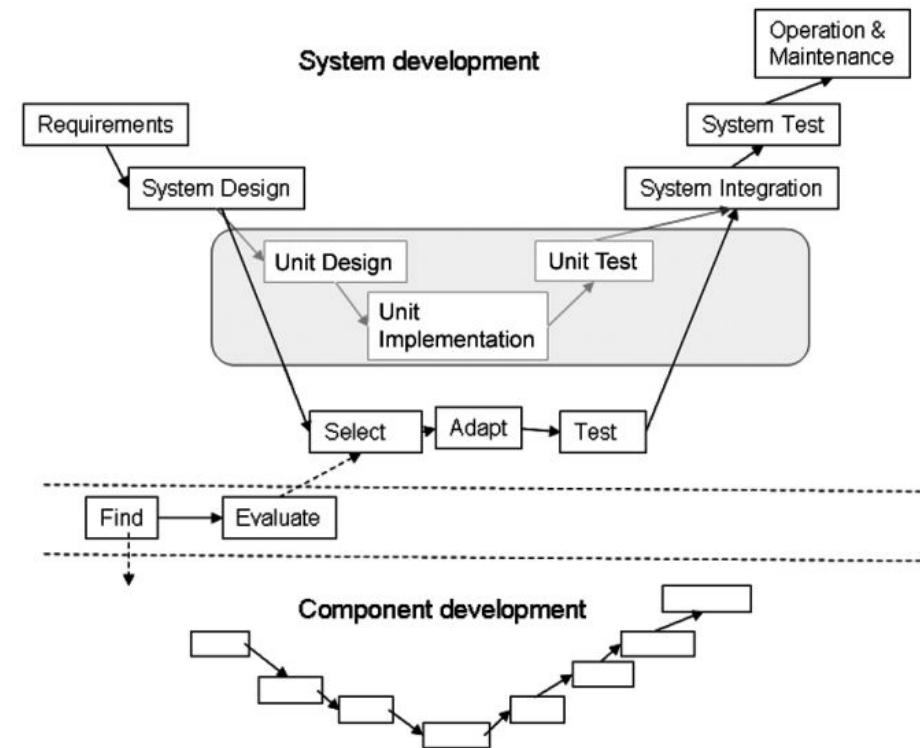 System development
Operation &
Maintenance
Requirements
System Test
System Design
System Integration
Unit Design
Unit Test
Unit
Implementation
Select
Adapt
Test
Find
Evaluate
Component development